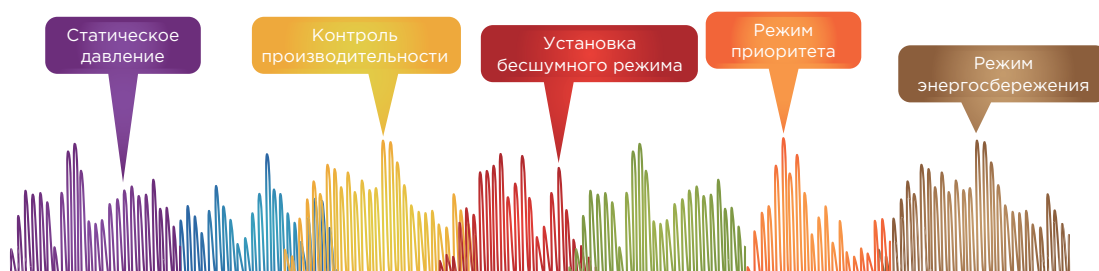 Статическое
давление
Контроль
производительности
Установка
бесшумного режима
Режим
приоритета
Режим
энергосбережения